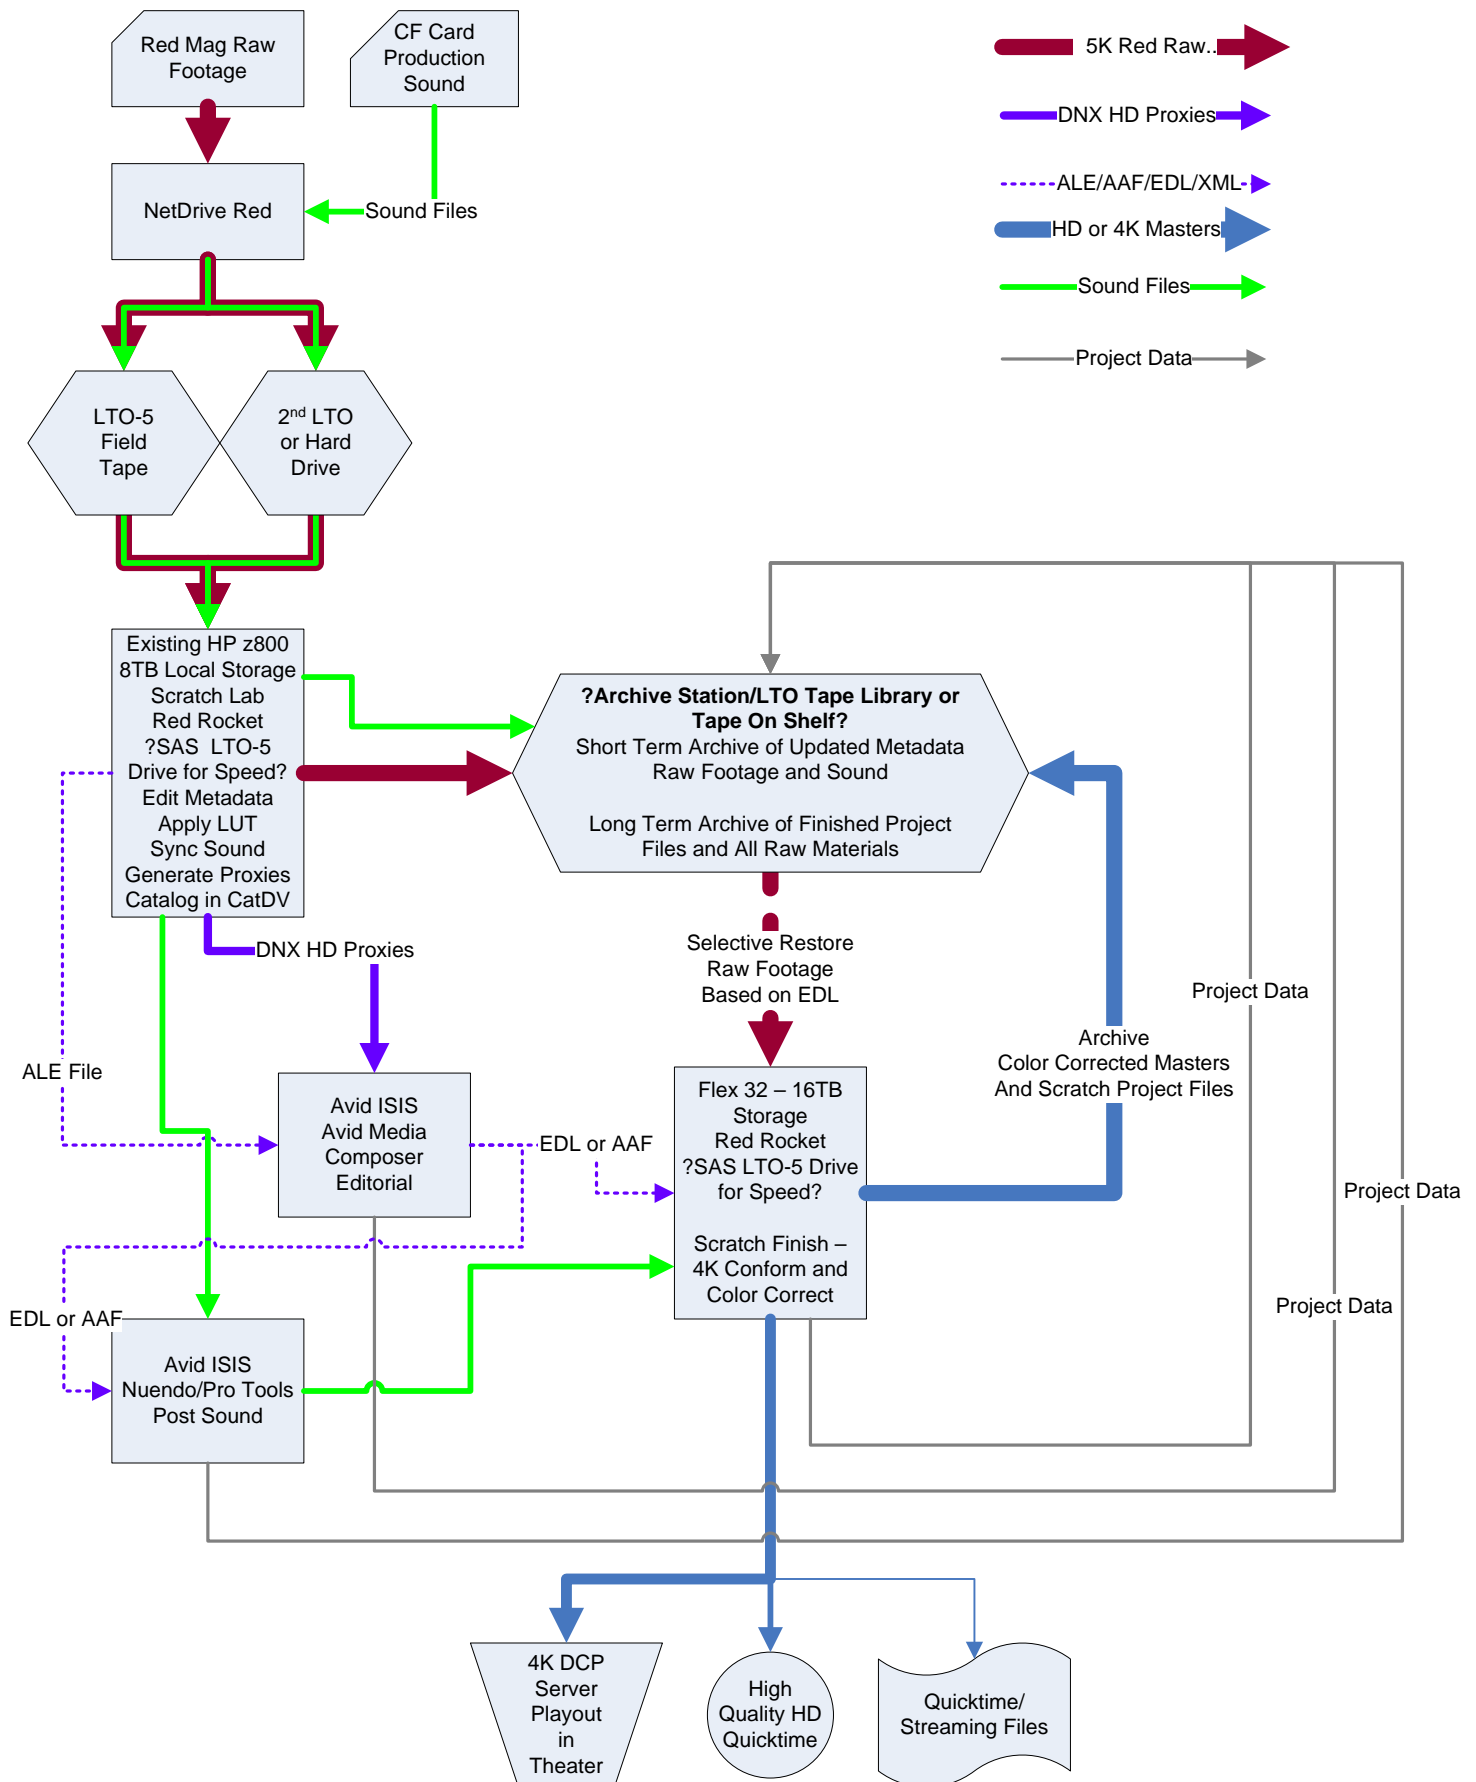 Red Mag Raw
Footage
CF Card
Production
Sound
5K Red Raw..
DNX HD Proxies
ALE/AAF/EDL/XML
HD or 4K Masters
Sound Files
Project Data
NetDrive Red
Sound Files
LTO-5
Field
Tape
2nd LTO
or Hard
Drive
Existing HP z800
8TB Local Storage
Scratch Lab
Red Rocket
?SAS LTO-5
Drive for Speed?
Edit Metadata
Apply LUT
Sync Sound
Generate Proxies
Catalog in CatDV
?Archive Station/LTO Tape Library or
Tape On Shelf?
Short Term Archive of Updated Metadata
Raw Footage and Sound
Long Term Archive of Finished Project
Files and All Raw Materials
DNX HD Proxies
Selective Restore
Raw Footage
Based on EDL
Project Data
Archive
Color Corrected Masters
And Scratch Project Files
ALE File
Avid ISIS
Avid Media
Composer
Editorial
EDL or AAF
Flex 32 – 16TB
Storage
Red Rocket
?SAS LTO-5 Drive
for Speed?
Scratch Finish –
4K Conform and
Color Correct
Project Data
Project Data
EDL or AAF
Avid ISIS
Nuendo/Pro Tools
Post Sound
4K DCP
Server
Playout
in
Theater
High
Quality HD
Quicktime
Quicktime/
Streaming Files